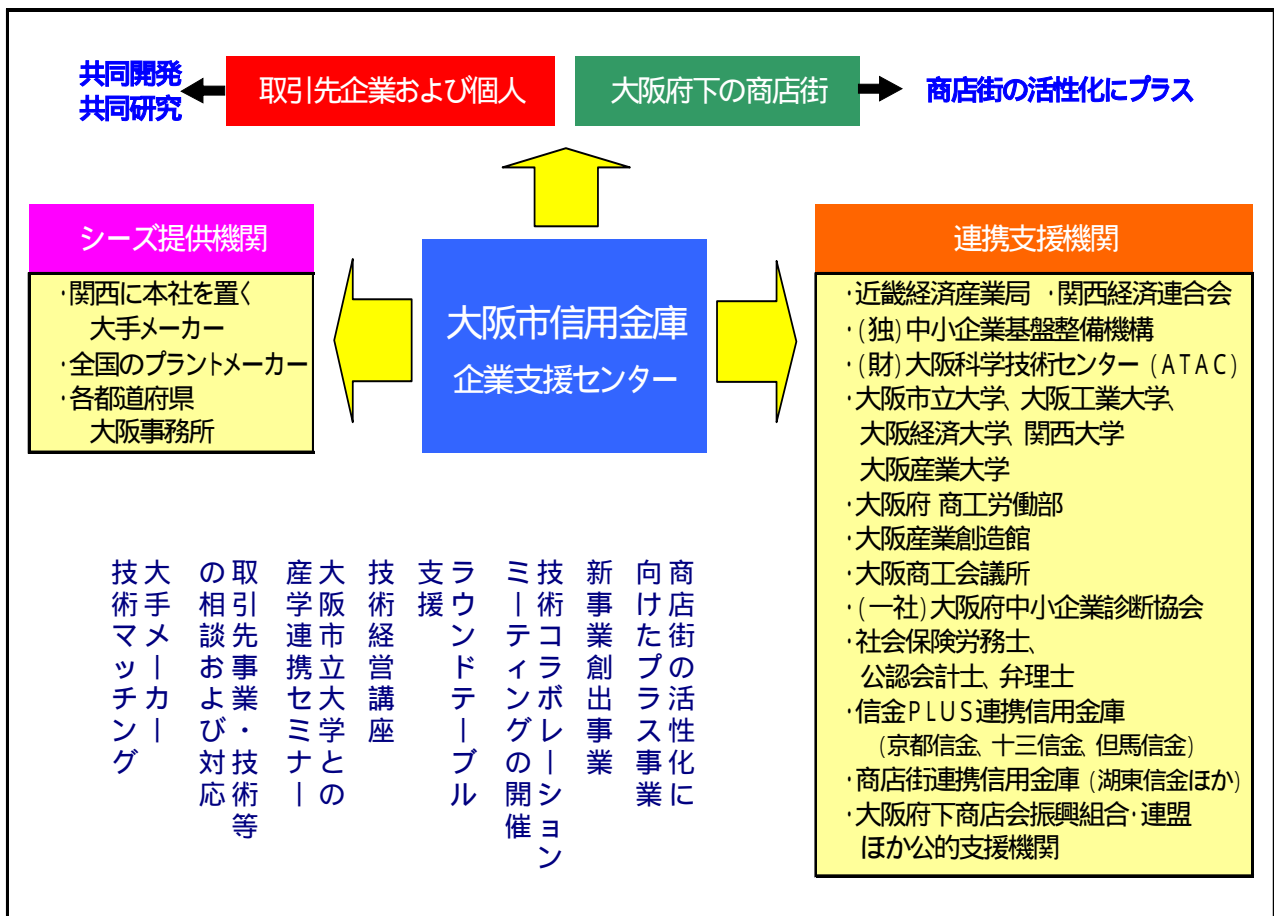 共同開発
共同研究
取引先企業および個人
大阪府下の商店街
商店街の活性化にプラス
シーズ提供機関
・関西に本社を置く
大手メーカー
・全国のプラントメーカー
・各都道府県
大阪事務所
大阪市信用金庫
企業支援センター
連携支援機関
・近畿経済産業局 ・関西経済連合会
・(独)中小企業基盤整備機構
・(財)大阪科学技術センター (ATAC)
・大阪市立大学、大阪工業大学、
大阪経済大学、関西大学
大阪産業大学
・大阪府 商工労働部
・大阪産業創造館
・大阪商工会議所
・(一社)大阪府中小企業診断協会
・社会保険労務士、
公認会計士、弁理士
・信金PLUS連携信用金庫
(京都信金、十三信金、但馬信金)
・商店街連携信用金庫 (湖東信金ほか)
・大阪府下商店会振興組合・連盟
ほか公的支援機関
商店街の活性化に
向けたプラス事業
新事業創出事業
技術コラボレーション
ミーティングの開催
ラウンドテーブル
支援
技術経営講座
大阪市立大学との
産学連携セミナー
取引先事業・技術等
の相談および対応
大手メーカー
技術マッチング